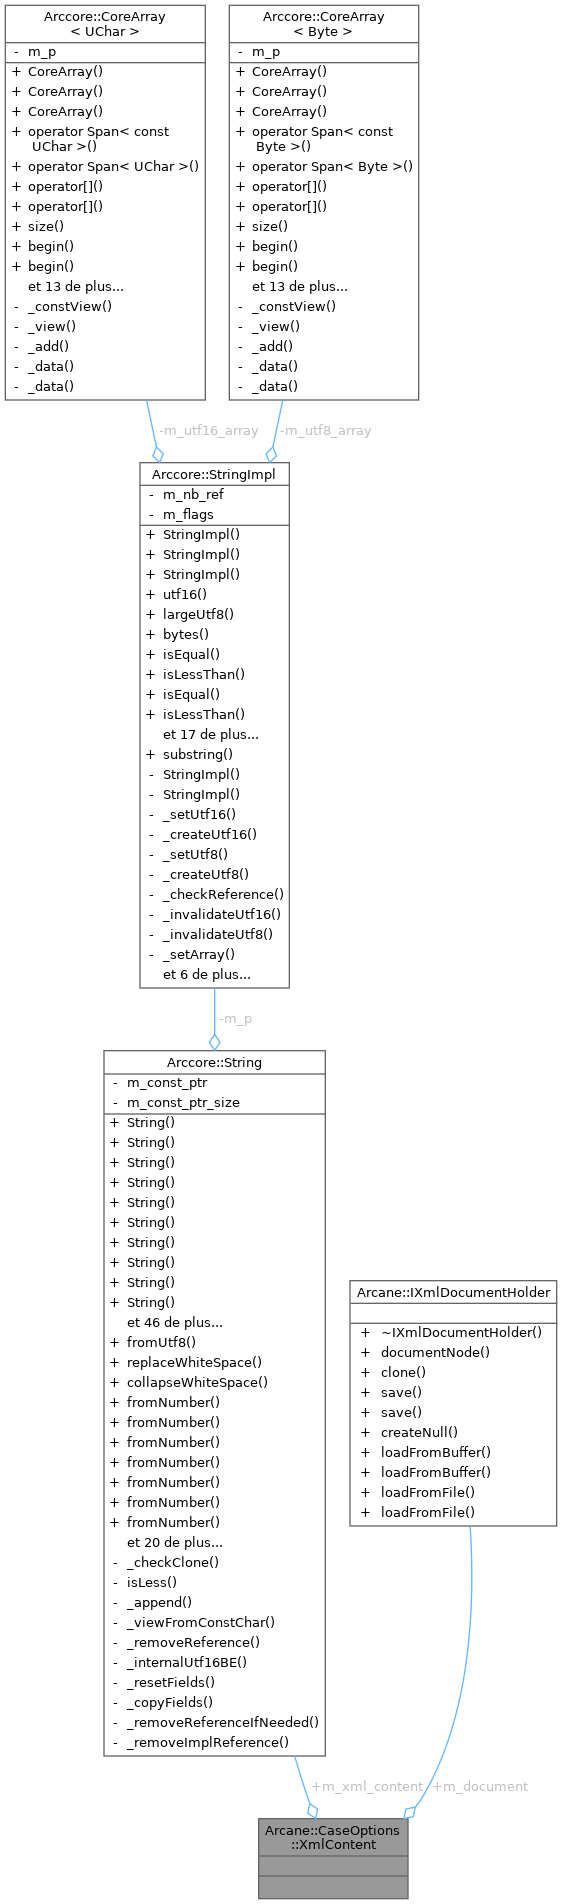 Arccore::CoreArray
< UChar >
- m_p
+ CoreArray()
+ CoreArray()
+ CoreArray()
+ operator Span< const
UChar >()
+ operator Span< UChar >()
+ operator[]()
+ operator[]()
+ size()
+ begin()
+ begin()
et 13 de plus...
- _constView()
- _view()
- _add()
- _data()
- _data()
Arccore::CoreArray
< Byte >
- m_p
+ CoreArray()
+ CoreArray()
+ CoreArray()
+ operator Span< const
Byte >()
+ operator Span< Byte >()
+ operator[]()
+ operator[]()
+ size()
+ begin()
+ begin()
et 13 de plus...
- _constView()
- _view()
- _add()
- _data()
- _data()
-m_utf16_array
-m_utf8_array
Arccore::StringImpl
- m_nb_ref
- m_flags
+ StringImpl()
+ StringImpl()
+ StringImpl()
+ utf16()
+ largeUtf8()
+ bytes()
+ isEqual()
+ isLessThan()
+ isEqual()
+ isLessThan()
et 17 de plus...
+ substring()
- StringImpl()
- StringImpl()
- _setUtf16()
- _createUtf16()
- _setUtf8()
- _createUtf8()
- _checkReference()
- _invalidateUtf16()
- _invalidateUtf8()
- _setArray()
et 6 de plus...
-m_p
Arccore::String
- m_const_ptr
- m_const_ptr_size
+ String()
+ String()
+ String()
+ String()
+ String()
+ String()
+ String()
+ String()
+ String()
+ String()
et 46 de plus...
+ fromUtf8()
+ replaceWhiteSpace()
+ collapseWhiteSpace()
+ fromNumber()
+ fromNumber()
+ fromNumber()
+ fromNumber()
+ fromNumber()
+ fromNumber()
+ fromNumber()
et 20 de plus...
- _checkClone()
- isLess()
- _append()
- _viewFromConstChar()
- _removeReference()
- _internalUtf16BE()
- _resetFields()
- _copyFields()
- _removeReferenceIfNeeded()
- _removeImplReference()
Arcane::IXmlDocumentHolder
+ ~IXmlDocumentHolder()
+ documentNode()
+ clone()
+ save()
+ save()
+ createNull()
+ loadFromBuffer()
+ loadFromBuffer()
+ loadFromFile()
+ loadFromFile()
+m_xml_content
+m_document
Arcane::CaseOptions
::XmlContent